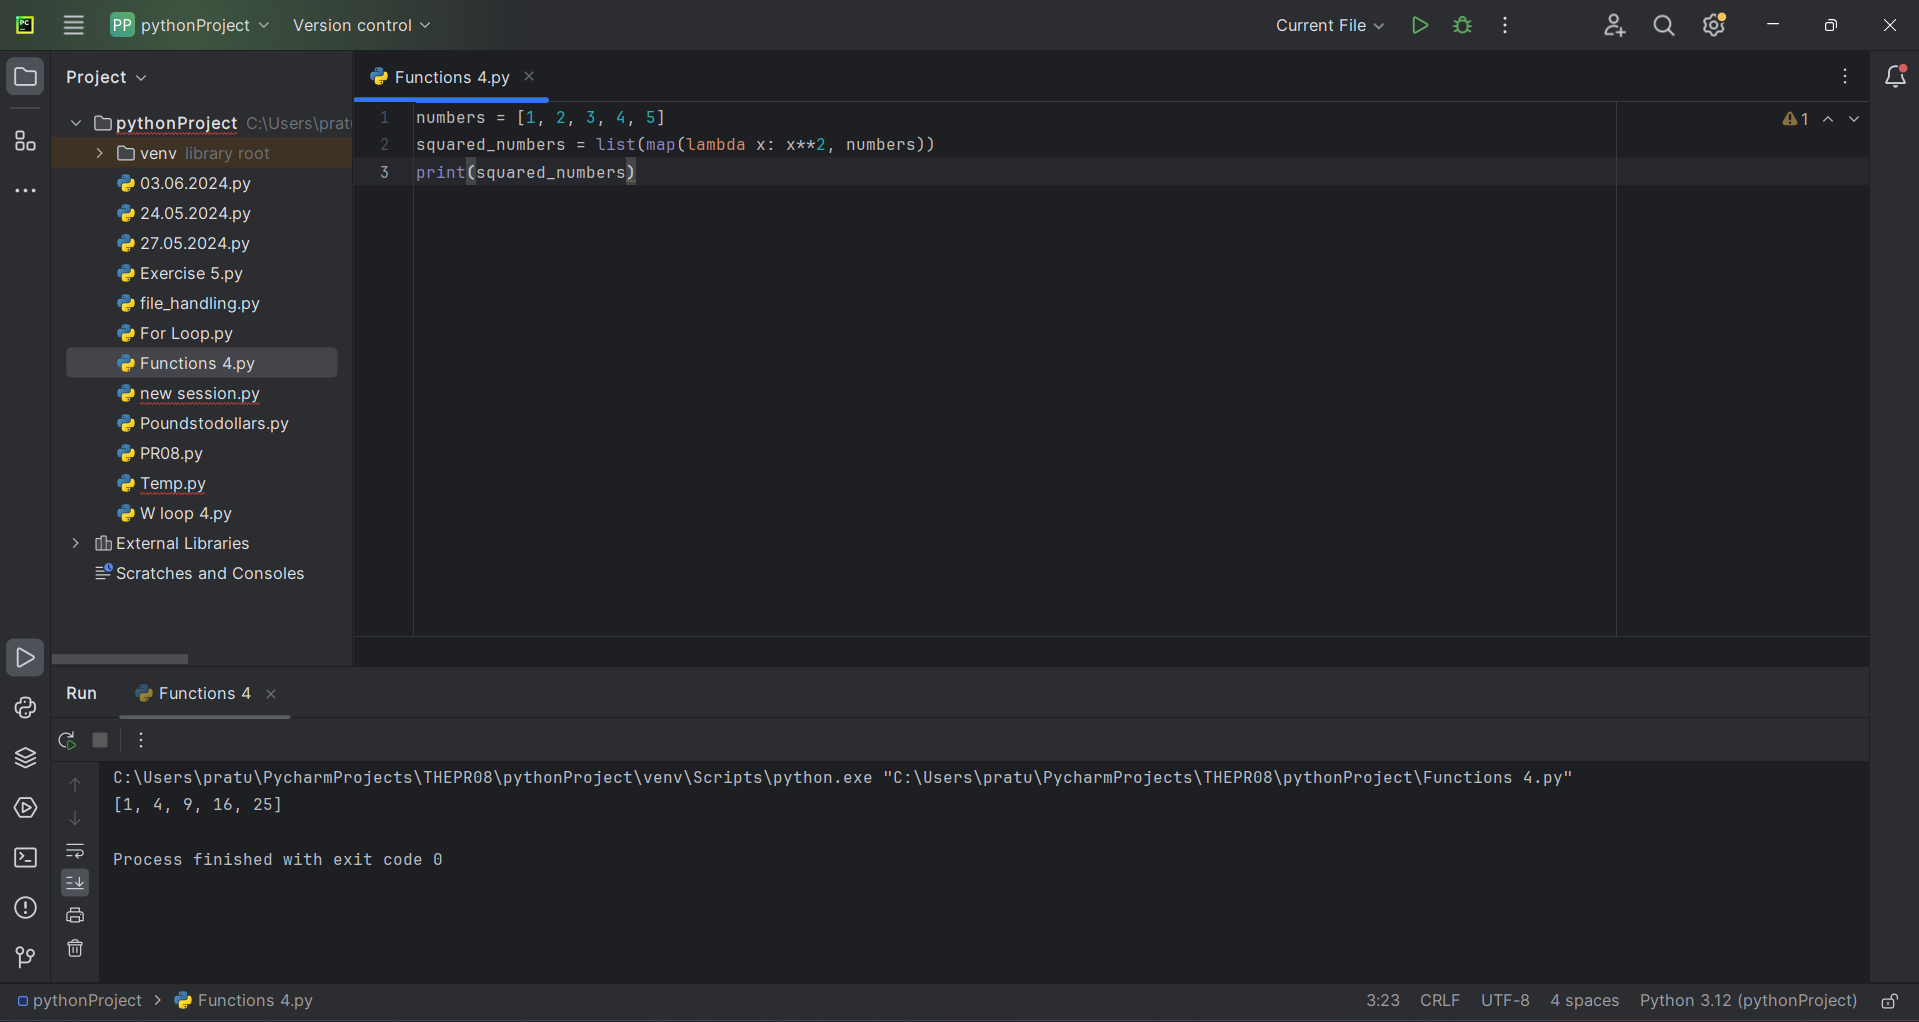 PC
PP pythonProject
Version control
Current File
Project
Functions 4.py
pythonProject C:\Users\prat
venv library root
03.06.2024.py
24.05.2024.py
27.05.2024.py
Exercise 5.py
file_handling.py
For Loop.py
Functions 4.py
new session.py
Poundstodollars.py
PR08.py
Temp.py
W loop 4.py
External Libraries
Scratches and Consoles
1 numbers = [1, 2, 3, 4, 5]
2 squared_numbers = list(map(lambda x: x**2, numbers))
3 print(squared_numbers)
1
Run
Functions 4
C:\Users\pratu\PycharmProjects\THEPR08\pythonProject\venv\Scripts\python.exe "C:\Users\pratu\PycharmProjects\THEPR08\pythonProject\Functions 4.py"
[1, 4, 9, 16, 25]
Process finished with exit code 0
pythonProject > Functions 4.py
3:23 CRLF UTF-8 4 spaces Python 3.12 (pythonProject)